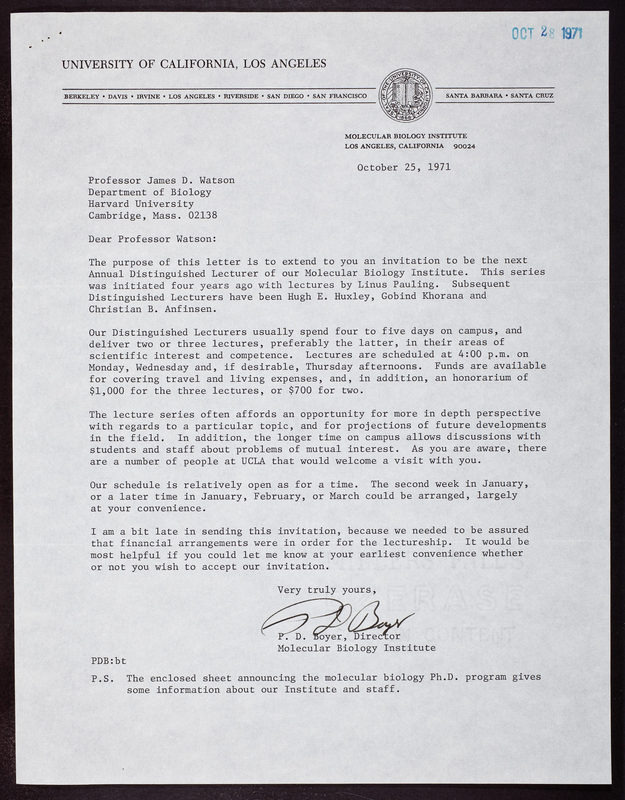 OCT 28 1971
UNIVERSITY OF CALIFORNIA, LOS ANGELES
BERKELEY • DAVIS • IRVINE • LOS ANGELES • RIVERSIDE • SAN DIEGO • SAN FRANCISCO
SANTA BARBARA • SANTA CRUZ
MOLECULAR BIOLOGY INSTITUTE
LOS ANGELES, CALIFORNIA 90024
October 25, 1971
Professor James D. Watson
Department of Biology
Harvard University
Cambridge, Mass. 02138
Dear Professor Watson:
The purpose of this letter is to extend to you an invitation to be the next
Annual Distinguished Lecturer of our Molecular Biology Institute. This series
was initiated four years ago with lectures by Linus Pauling. Subsequent
Distinguished Lecturers have been Hugh E. Huxley, Gobind Khorana and
Christian B. Anfinsen.
Our Distinguished Lecturers usually spend four to five days on campus, and
deliver two or three lectures, preferably the latter, in their areas of
scientific interest and competence. Lectures are scheduled at 4:00 p.m. on
Monday, Wednesday and, if desirable, Thursday afternoons. Funds are available
for covering travel and living expenses, and, in addition, an honorarium of
$1,000 for the three lectures, or $700 for two.
The lecture series often affords an opportunity for more in depth perspective
with regards to a particular topic, and for projections of future developments
in the field. In addition, the longer time on campus allows discussions with
students and staff about problems of mutual interest. As you are aware, there
are a number of people at UCLA that would welcome a visit with you.
Our schedule is relatively open as for a time. The second week in January,
or a later time in January, February, or March could be arranged, largely
at your convenience.
I am a bit late in sending this invitation, because we needed to be assured
that financial arrangements were in order for the lectureship. It would be
most helpful if you could let me know at your earliest convenience whether
or not you wish to accept our invitation.
Very truly yours,
P D Boyer
P. D. Boyer, Director
Molecular Biology Institute
PDB:bt
P.S. The enclosed sheet announcing the molecular biology Ph.D. program gives
some information about our Institute and staff.